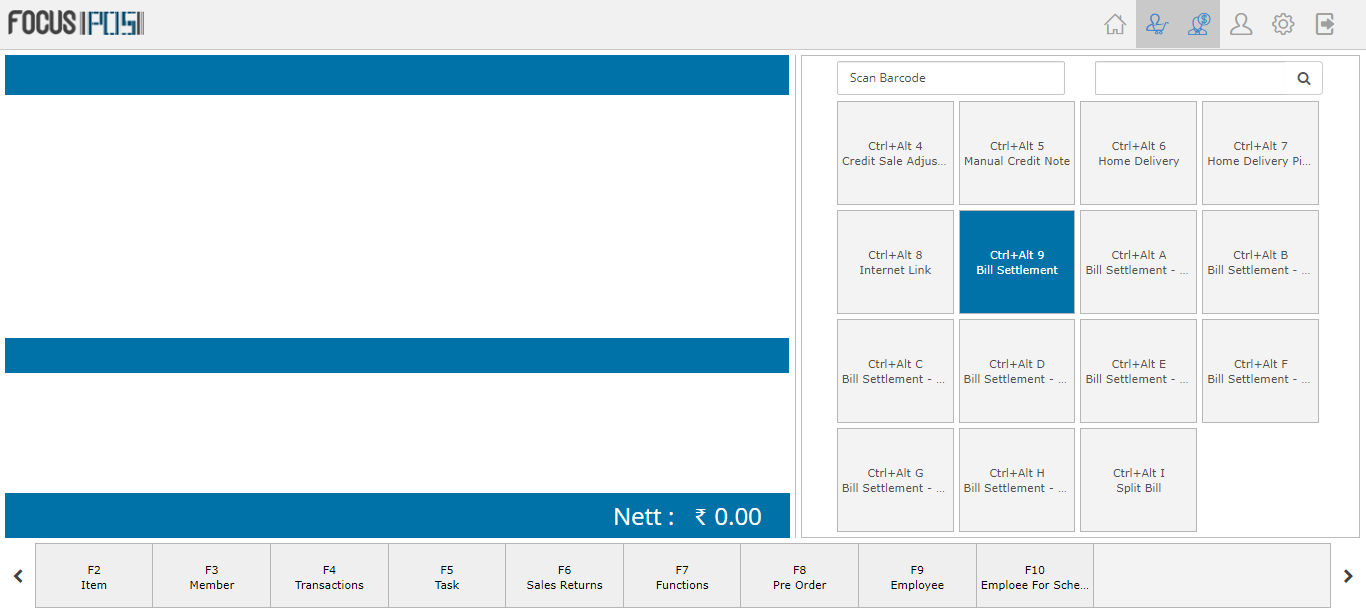 FOCUS POS
Scan Barcode
Ctrl+Alt 4
Credit Sale Adjus...
Ctrl+Alt 5
Manual Credit Note
Ctrl+Alt 6
Home Delivery
Ctrl+Alt 7
Home Delivery Pi...
Ctrl+Alt 8
Internet Link
Ctrl+Alt 9
Bill Settlement
Ctrl+Alt A
Bill Settlement - ...
Ctrl+Alt B
Bill Settlement - ...
Ctrl+Alt C
Bill Settlement - ...
Ctrl+Alt D
Bill Settlement - ...
Ctrl+Alt E
Bill Settlement - ...
Ctrl+Alt F
Bill Settlement - ...
Ctrl+Alt G
Bill Settlement - ...
Ctrl+Alt H
Bill Settlement - ...
Ctrl+Alt I
Split Bill
Nett : ₹ 0.00
F2
Item
F3
Member
F4
Transactions
F5
Task
F6
Sales Returns
F7
Functions
F8
Pre Order
F9
Employee
F10
Emploee For Sche...